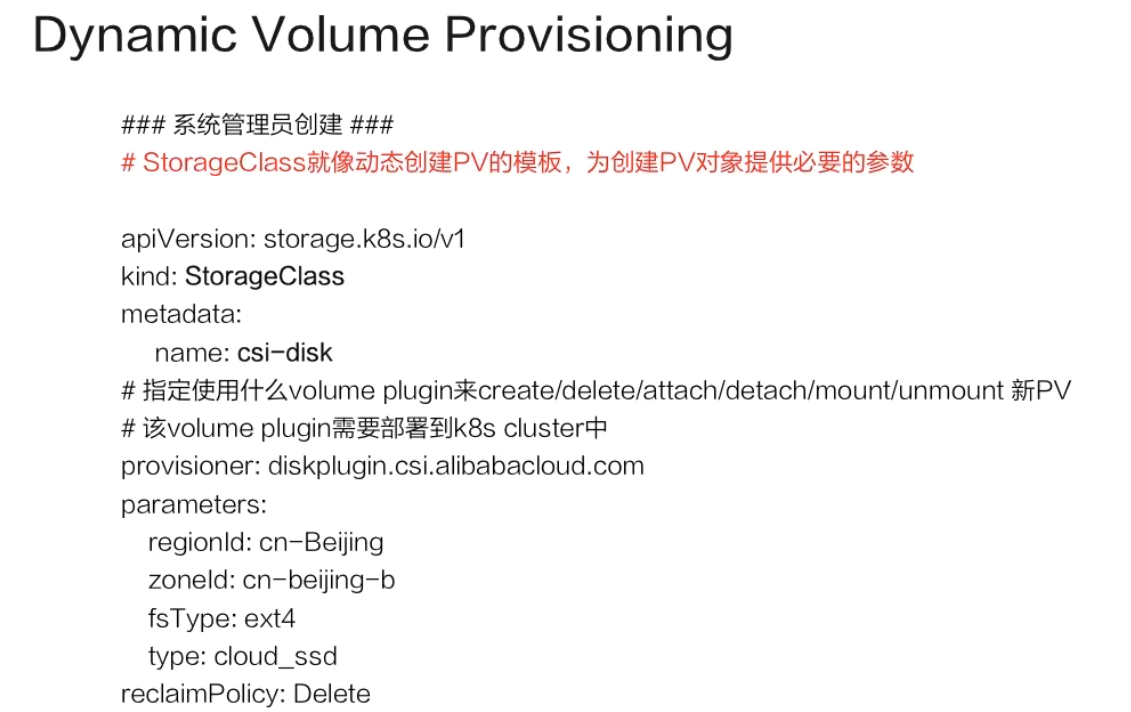 Dynamic Volume Provisioning
### 系统管理员创建 ###
# StorageClass就像动态创建PV的模板，为创建PV对象提供必要的参数
apiVersion: storage.k8s.io/v1
kind: StorageClass
metadata:
name: csi-disk
# 指定使用什么volume plugin来create/delete/attach/detach/mount/unmount 新PV
# 该volume plugin需要部署到k8s cluster中
provisioner: diskplugin.csi.alibabacloud.com
parameters:
regionId: cn-Beijing
zoneId: cn-beijing-b
fsType: ext4
type: cloud_ssd
reclaimPolicy: Delete